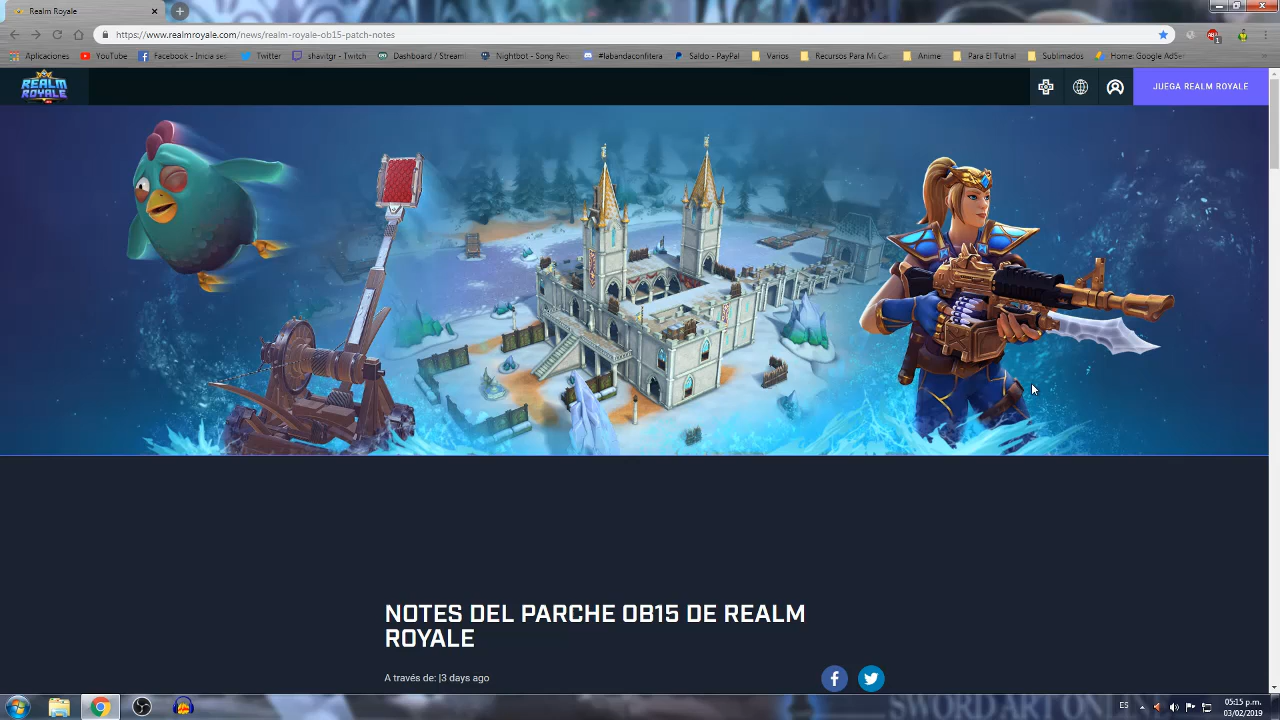 Realm Royale
https://www.realmroyale.com/news/realm-royale-ob15-patch-notes
Aplicaciones YouTube Facebook - Inicia ses Twitter shavitgr - Twitch Dashboard / Stream Nightbot - Song Req #labandaconfitera Saldo - PayPal Varios Recursos Para Mi Ca Anime Para El Tutrial Sublimados Home: Google AdSe
REALM ROYALE
JUEGA REALM ROYALE
NOTES DEL PARCHE OB15 DE REALM
ROYALE
A través de: |3 days ago
SWORD ART ON
ES
05:15 p.m.
03/02/2019